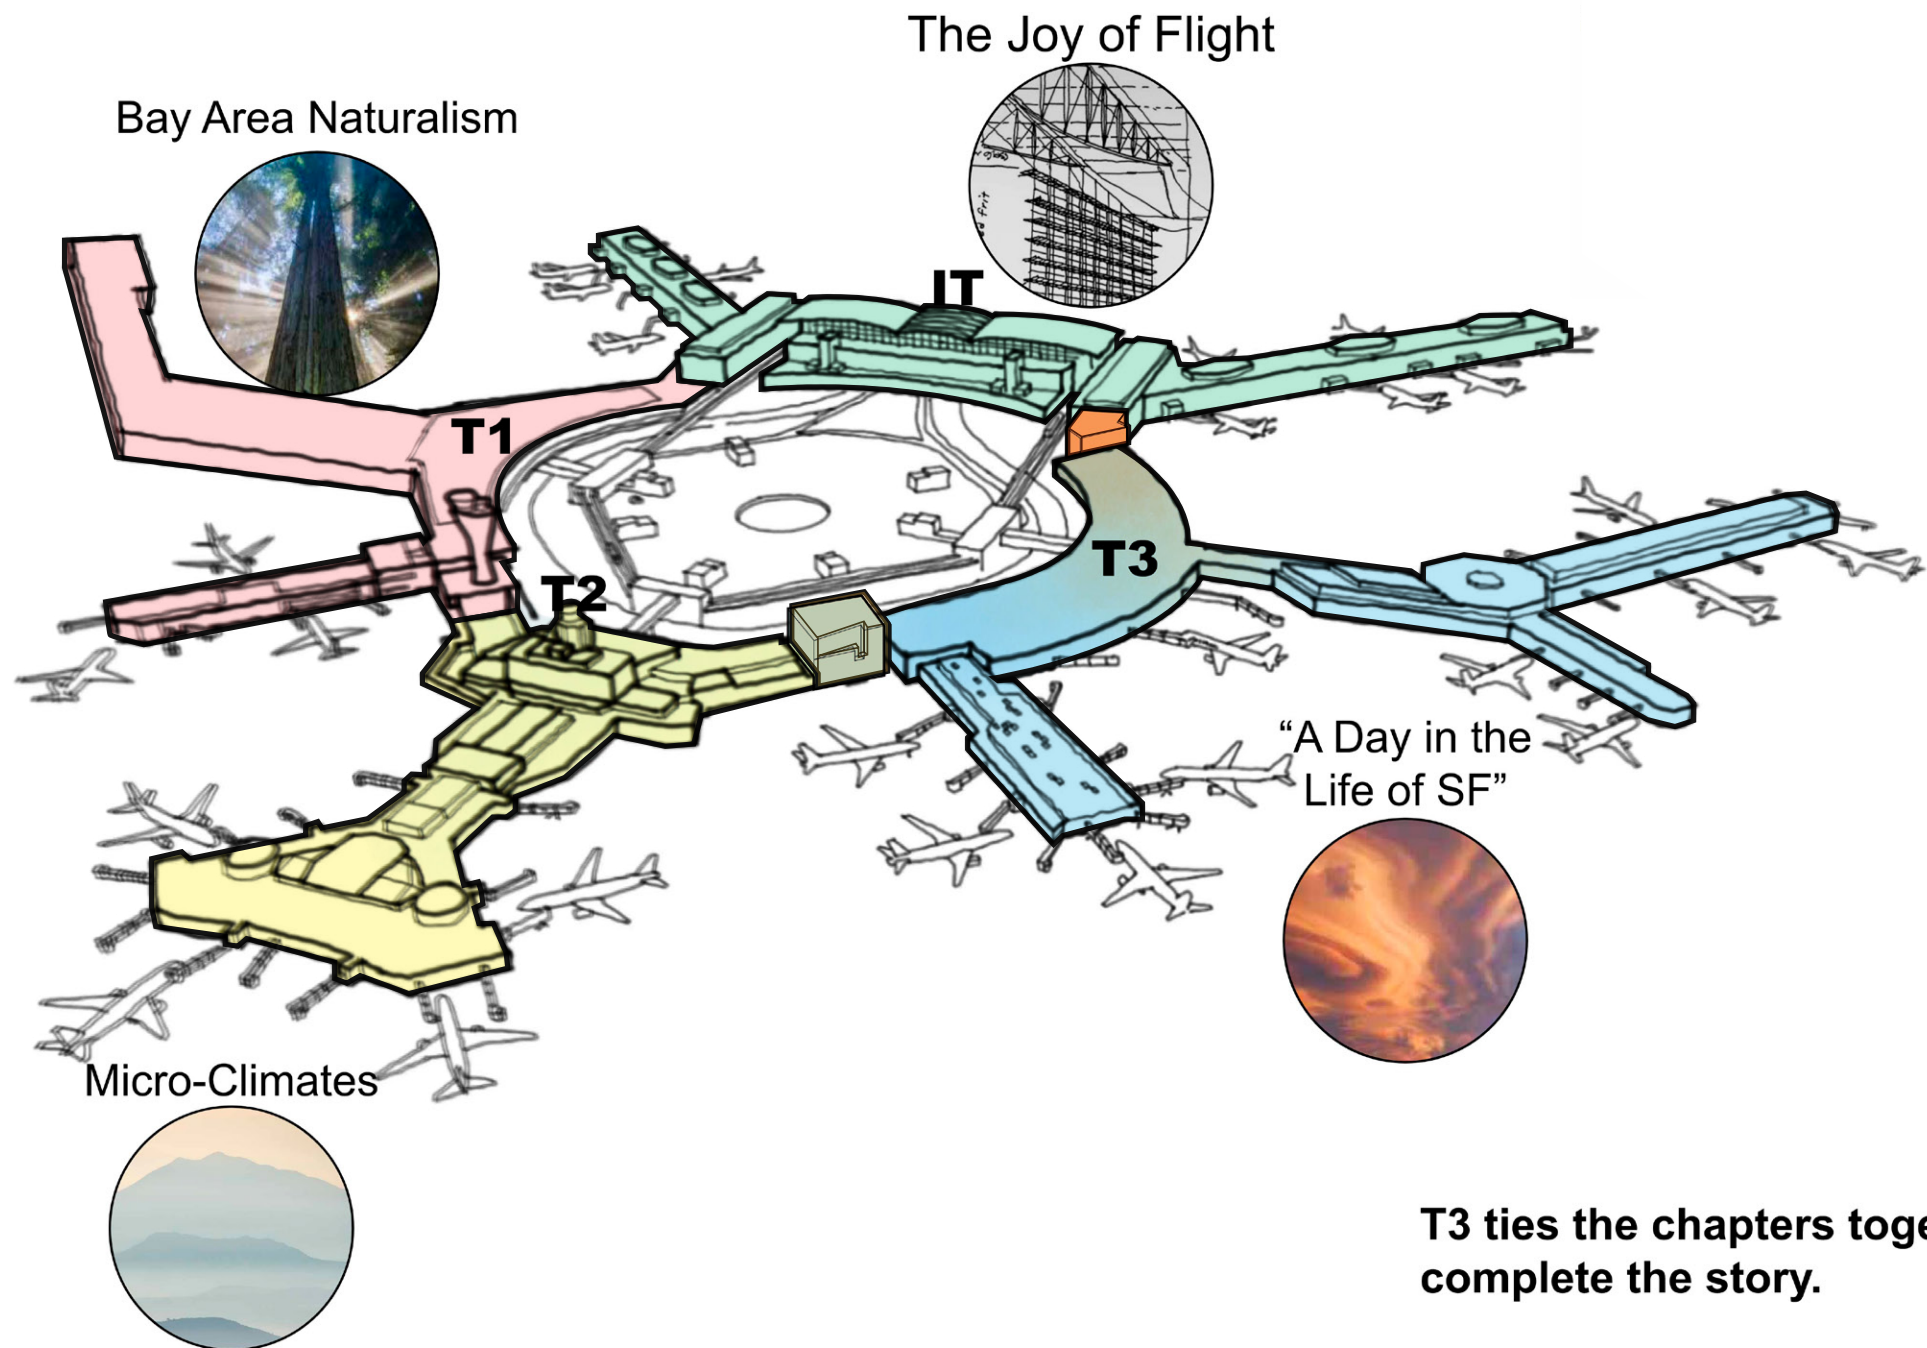 The Joy of Flight
Bay Area Naturalism
IT
T1
T3
T2
“A Day in the
Life of SF”
Micro-Climates
T3 ties the chapters
complete the story.